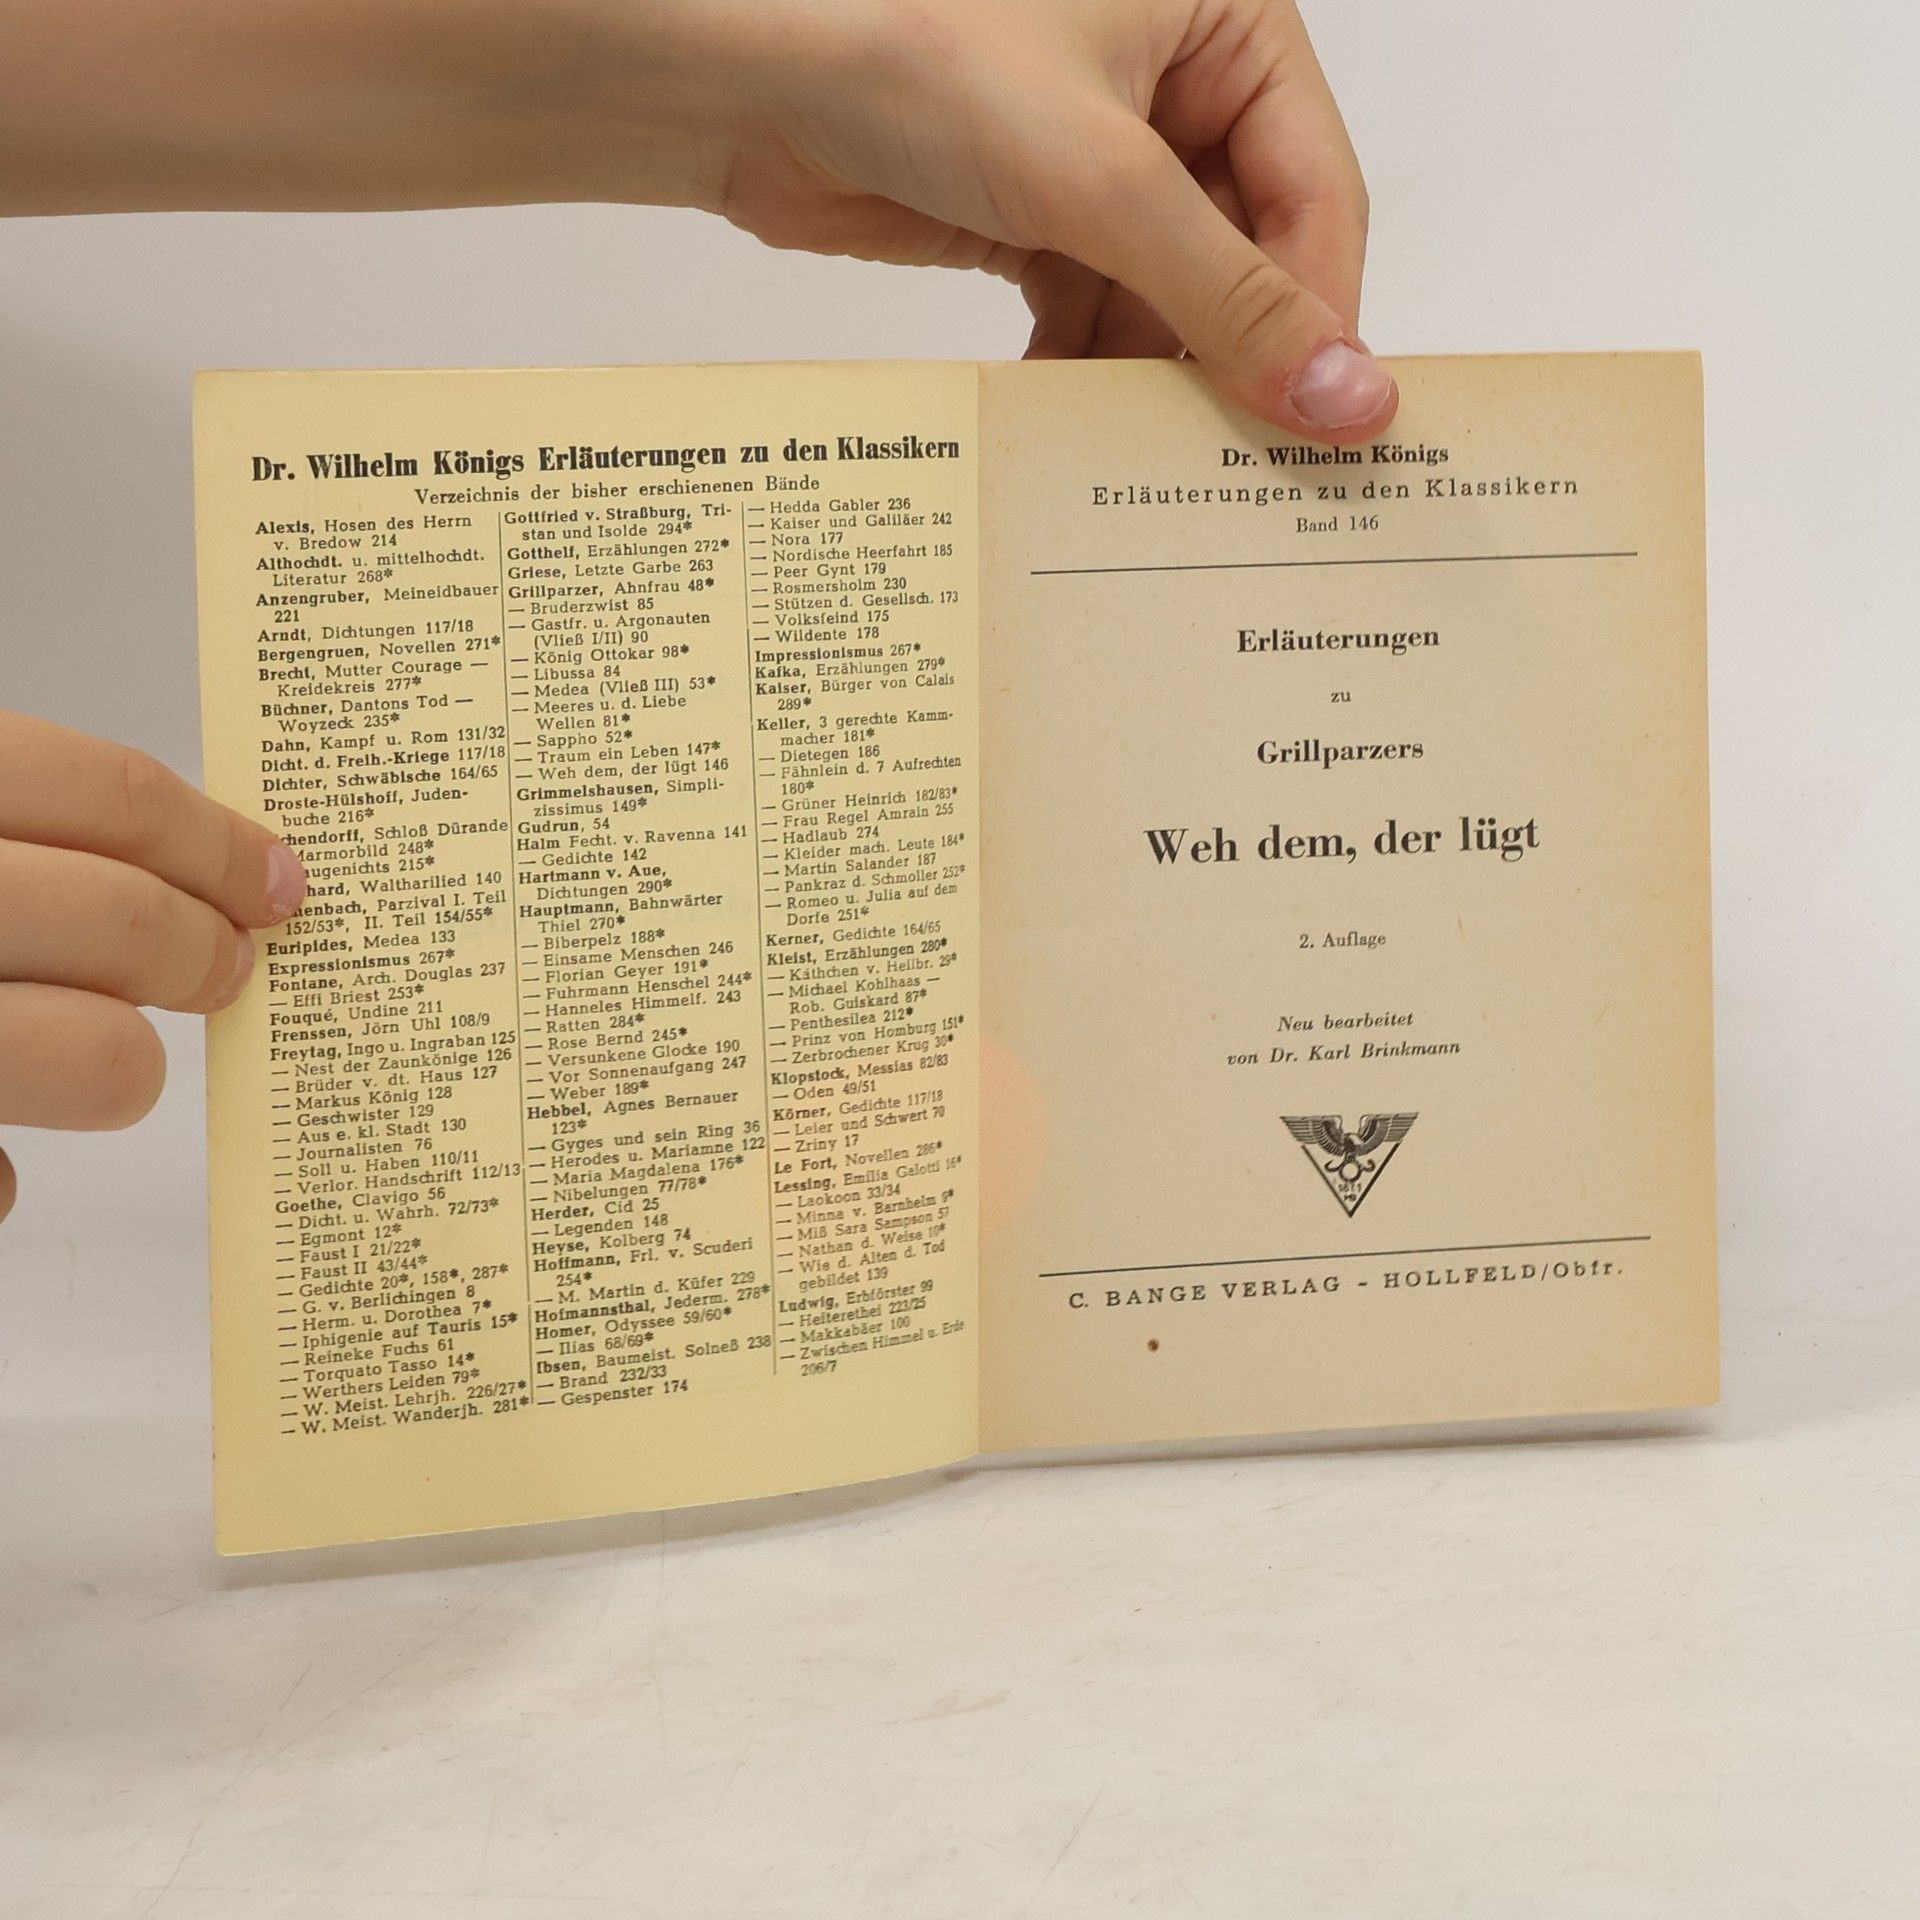 Dr. Wilhelm Königs Erläuterungen zu den Klassikern
Verzeichnis der bisher erschienenen Bände
Alexis, Hosen des Herrn
v. Bredow 214
Althochdt. u. mittelhochdt.
Literatur 268*
Anzengruber, Meineidbauer
221
Arndt, Dichtungen 117/18
Bergengruen, Novellen 271*
Brecht, Mutter Courage —
Kreidekreis 277*
Büchner, Dantons Tod —
Woyzeck 235*
Dahn, Kampf u. Rom 131/32
Dicht. d. Freih.-Kriege 117/18
Dichter, Schwäbische 164/65
Droste-Hülshoff, Juden-
buche 216*
chendorff, Schloß Dürande
Marmorbild 248*
augenichts 215*
hard, Waltharilied 140
enbach, Parzival I. Teil
152/53*, II. Teil 154/55*
Euripides, Medea 133
Expressionismus 267*
Fontane, Arch. Douglas 237
— Effi Briest 253*
Fouqué, Undine 211
Frenssen, Jörn Uhl 108/9
Freytag, Ingo u. Ingraban 125
— Nest der Zaunkönige 126
— Brüder v. dt. Haus 127
— Markus König 128
— Geschwister 129
— Aus e. kl. Stadt 130
— Journalisten 76
— Soll u. Haben 110/11
— Verlor. Handschrift 112/13
Goethe, Clavigo 56
— Dicht. u. Wahrh. 72/73*
— Egmont 12*
— Faust I 21/22*
— Faust II 43/44*
— Gedichte 20*, 158*, 287*
— G. v. Berlichingen 8
— Herm. u. Dorothea 7*
— Iphigenie auf Tauris 15*
— Reineke Fuchs 61
— Torquato Tasso 14*
— Werthers Leiden 79*
— W. Meist. Lehrjh. 226/27*
— W. Meist. Wanderjh. 281*
Gottfried v. Straßburg, Tri-
stan und Isolde 294*
Gotthelf, Erzählungen 272*
Griese, Letzte Garbe 263
Grillparzer, Ahnfrau 48*
— Bruderzwist 85
— Gastfr. u. Argonauten
(Vließ I/II) 90
— König Ottokar 98*
— Libussa 84
— Medea (Vließ III) 53*
— Meeres u. d. Liebe
Wellen 81*
— Sappho 52*
— Traum ein Leben 147*
— Weh dem, der lügt 146
Grimmelshausen, Simpli-
zissimus 149*
Gudrun, 54
Halm Fecht. v. Ravenna 141
— Gedichte 142
Hartmann v. Aue,
Dichtungen 290*
Hauptmann, Bahnwärter
Thiel 270*
— Biberpelz 188*
— Einsame Menschen 246
— Florian Geyer 191*
— Fuhrmann Henschel 244*
— Hanneles Himmelf. 243
— Ratten 284*
— Rose Bernd 245*
— Versunkene Glocke 190
— Vor Sonnenaufgang 247
— Weber 189*
Hebbel, Agnes Bernauer
123*
— Gyges und sein Ring 36
— Herodes u. Mariamne 122
— Maria Magdalena 176*
— Nibelungen 77/78*
Herder, Cid 25
— Legenden 148
Heyse, Kolberg 74
Hoffmann, Frl. v. Scuderi
254*
— M. Martin d. Küfer 229
Hofmannsthal, Jederm. 278*
Homer, Odyssee 59/60*
— Ilias 68/69*
Ibsen, Baumeist. Solneß 238
— Brand 232/33
— Gespenster 174
— Hedda Gabler 236
— Kaiser und Galiläer 242
— Nora 177
— Nordische Heerfahrt 185
— Peer Gynt 179
— Rosmersholm 230
— Stützen d. Gesellsch. 173
— Volksfeind 175
— Wildente 178
Impressionismus 267*
Kafka, Erzählungen 279*
Kaiser, Bürger von Calais
289*
Keller, 3 gerechte Kamm-
macher 181*
— Dietegen 186
— Fähnlein d. 7 Aufrechten
180*
— Grüner Heinrich 182/83*
— Frau Regel Amrain 255
— Hadlaub 274
— Kleider mach. Leute 184*
— Martin Salander 187
— Pankraz d. Schmoller 252*
— Romeo u. Julia auf dem
Dorfe 251*
Kerner, Gedichte 164/65
Kleist, Erzählungen 280*
— Käthchen v. Heilbr. 29*
— Michael Kohlhaas —
Rob. Guiskard 87*
— Penthesilea 212*
— Prinz von Homburg 151*
— Zerbrochener Krug 30*
Klopstock, Messias 82/83
— Oden 49/51
Körner, Gedichte 117/18
— Leier und Schwert 70
— Zriny 17
Le Fort, Novellen 286*
Lessing, Emilia Galotti 16*
— Laokoon 33/34
— Minna v. Barnhelm 9*
— Miß Sara Sampson 57
— Nathan d. Weise 10*
— Wie d. Alten d. Tod
gebildet 139
Ludwig, Erbförster 99
— Heiterethei 223/25
— Makkabäer 100
— Zwischen Himmel u. Erde
206/7
Dr. Wilhelm Königs
Erläuterungen zu den Klassikern
Band 146
Erläuterungen
zu
Grillparzers
Weh dem, der lügt
2. Auflage
Neu bearbeitet
von Dr. Karl Brinkmann
1871
C. BANGE VERLAG - HOLLFELD/Obfr.